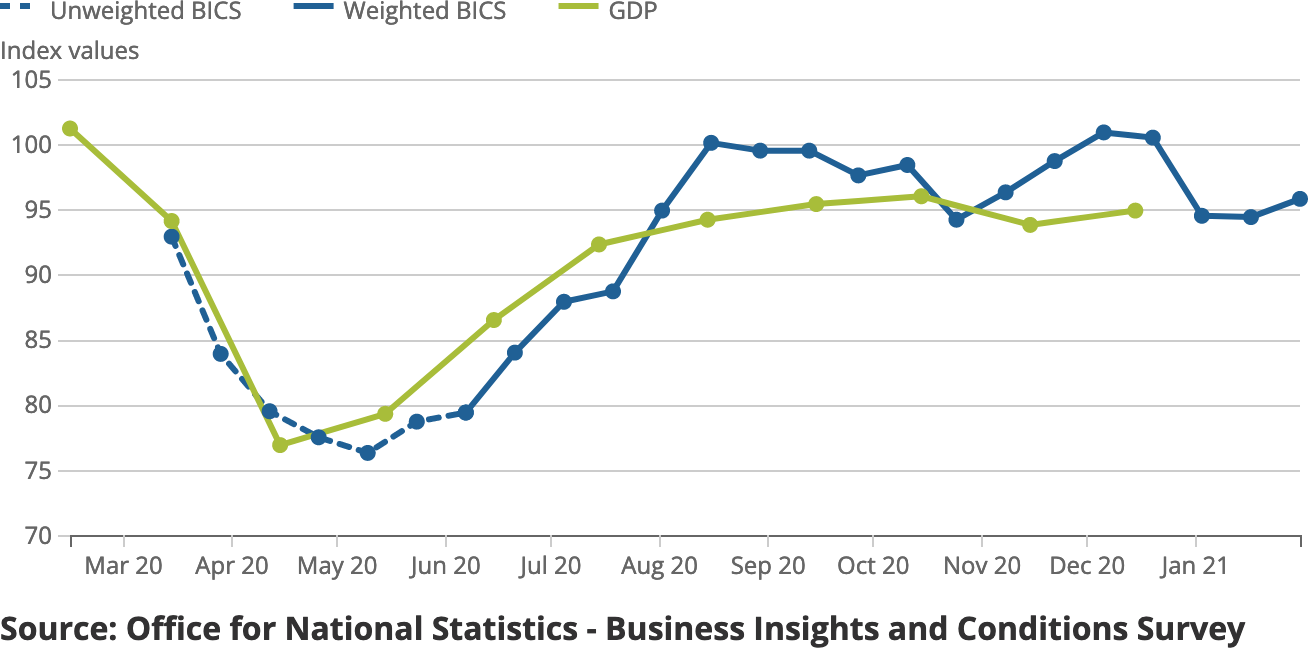 Unweighted BICS Weighted BICS GDP
Index values
105
100
95
90
85
80
75
70
Mar 20 Apr 20 May 20 Jun 20 Jul 20 Aug 20 Sep 20 Oct 20 Nov 20 Dec 20 Jan 21
Source: Office for National Statistics - Business Insights and Conditions Survey